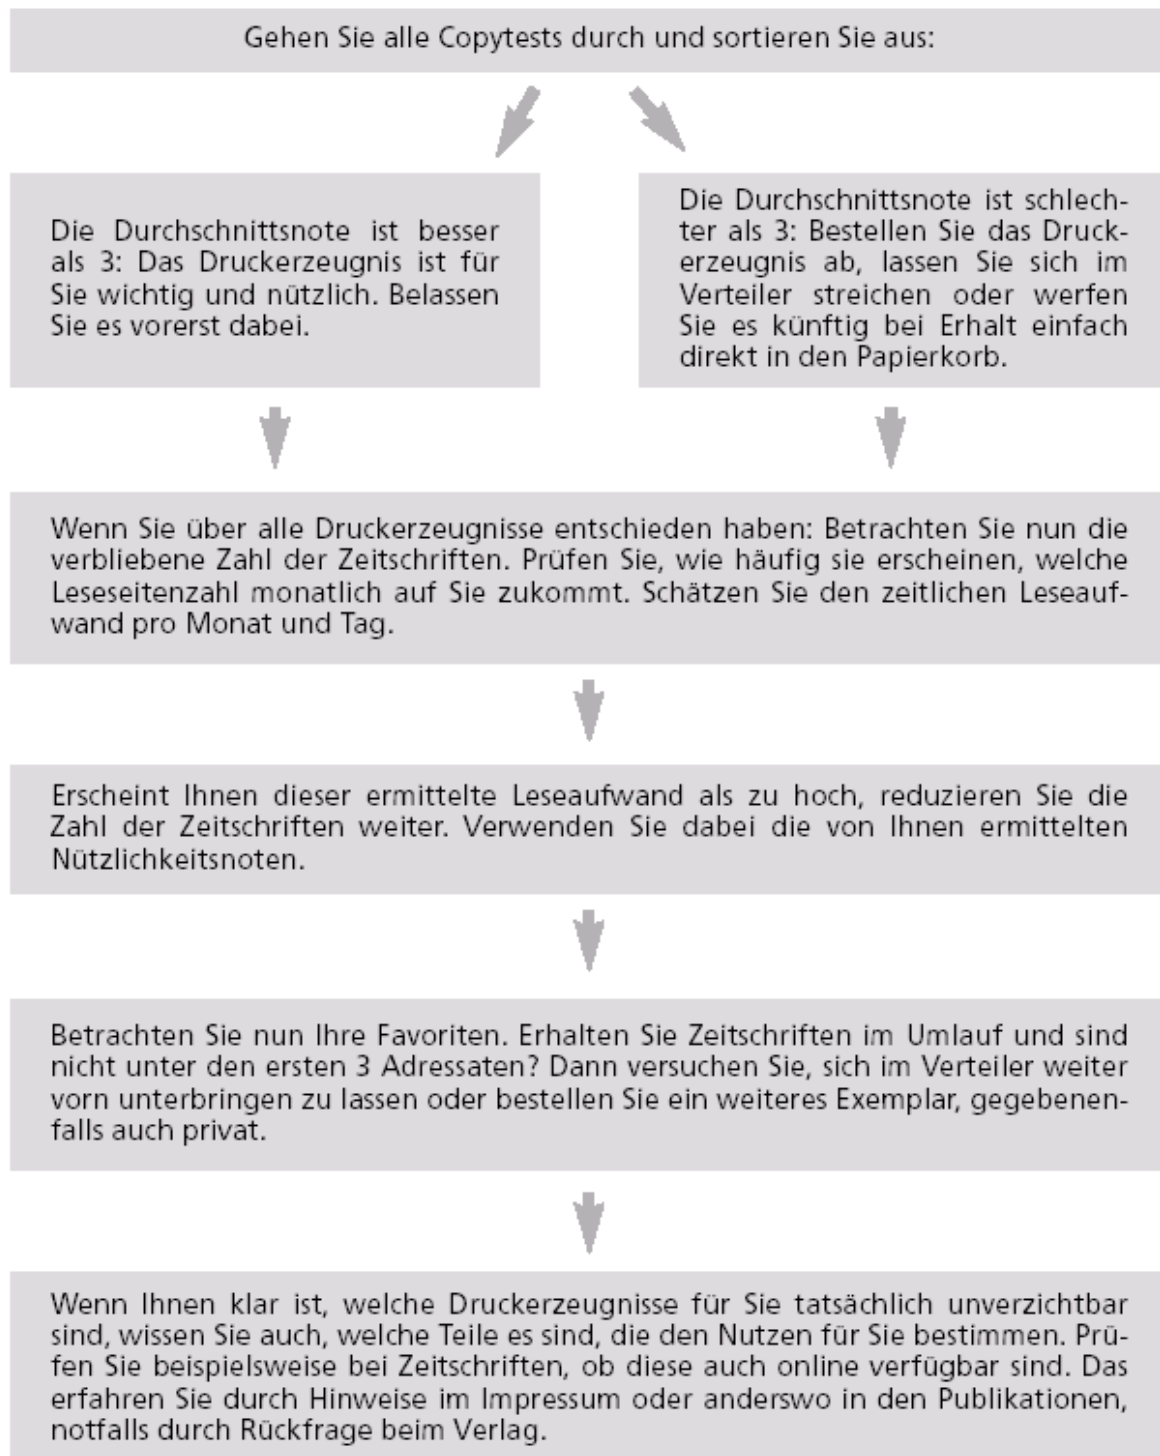 Gehen Sie alle Copytests durch und sortieren Sie aus:
Die Durchschnittsnote ist besser
als 3: Das Druckerzeugnis ist für
Sie wichtig und nützlich. Belassen
Sie es vorerst dabei.
Die Durchschnittsnote ist schlech-
ter als 3: Bestellen Sie das Druck-
erzeugnis ab, lassen Sie sich im
Verteiler streichen oder werfen
Sie es künftig bei Erhalt einfach
direkt in den Papierkorb.
Wenn Sie über alle Druckerzeugnisse entschieden haben: Betrachten Sie nun die
verbliebene Zahl der Zeitschriften. Prüfen Sie, wie häufig sie erscheinen, welche
Leseseitenzahl monatlich auf Sie zukommt. Schätzen Sie den zeitlichen Leseauf-
wand pro Monat und Tag.
Erscheint Ihnen dieser ermittelte Leseaufwand als zu hoch, reduzieren Sie die
Zahl der Zeitschriften weiter. Verwenden Sie dabei die von Ihnen ermittelten
Nützlichkeitsnoten.
Betrachten Sie nun Ihre Favoriten. Erhalten Sie Zeitschriften im Umlauf und sind
nicht unter den ersten 3 Adressaten? Dann versuchen Sie, sich im Verteiler weiter
vorn unterbringen zu lassen oder bestellen Sie ein weiteres Exemplar, gegebenen-
falls auch privat.
Wenn Ihnen klar ist, welche Druckerzeugnisse für Sie tatsächlich unverzichtbar
sind, wissen Sie auch, welche Teile es sind, die den Nutzen für Sie bestimmen. Prü-
fen Sie beispielsweise bei Zeitschriften, ob diese auch online verfügbar sind. Das
erfahren Sie durch Hinweise im Impressum oder anderswo in den Publikationen,
notfalls durch Rückfrage beim Verlag.